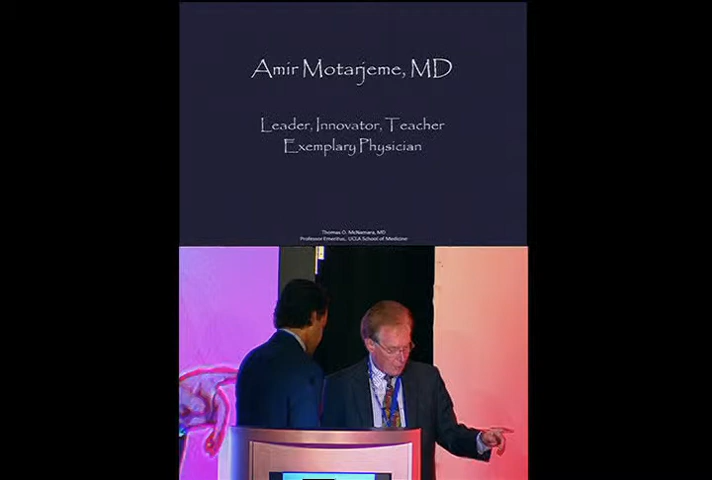 Amir Motarjeme, MD
Leader, Innovator, Teacher
Exemplary Physician
Thomas O. McNamara, MD
Professor Emeritus, UCLA School of Medicine